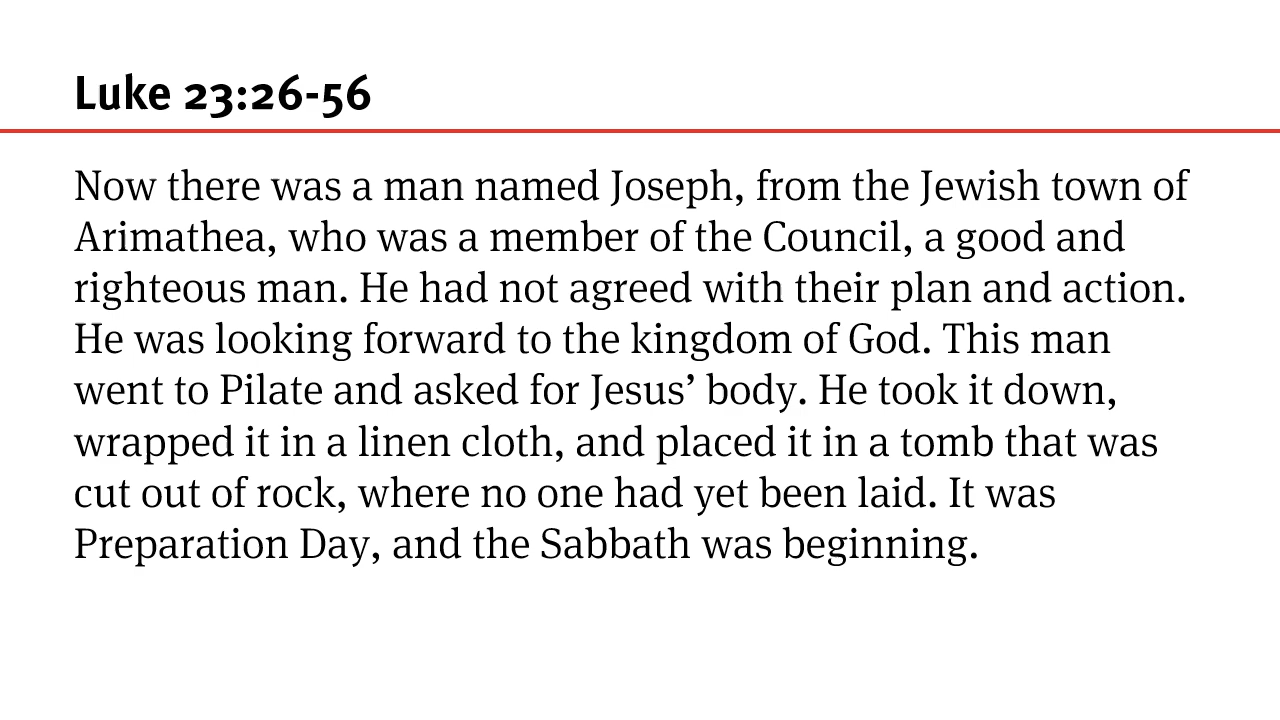 Luke 23:26-56
Now there was a man named Joseph, from the Jewish town of
Arimathea, who was a member of the Council, a good and
righteous man. He had not agreed with their plan and action.
He was looking forward to the kingdom of God. This man
went to Pilate and asked for Jesus’ body. He took it down,
wrapped it in a linen cloth, and placed it in a tomb that was
cut out of rock, where no one had yet been laid. It was
Preparation Day, and the Sabbath was beginning.